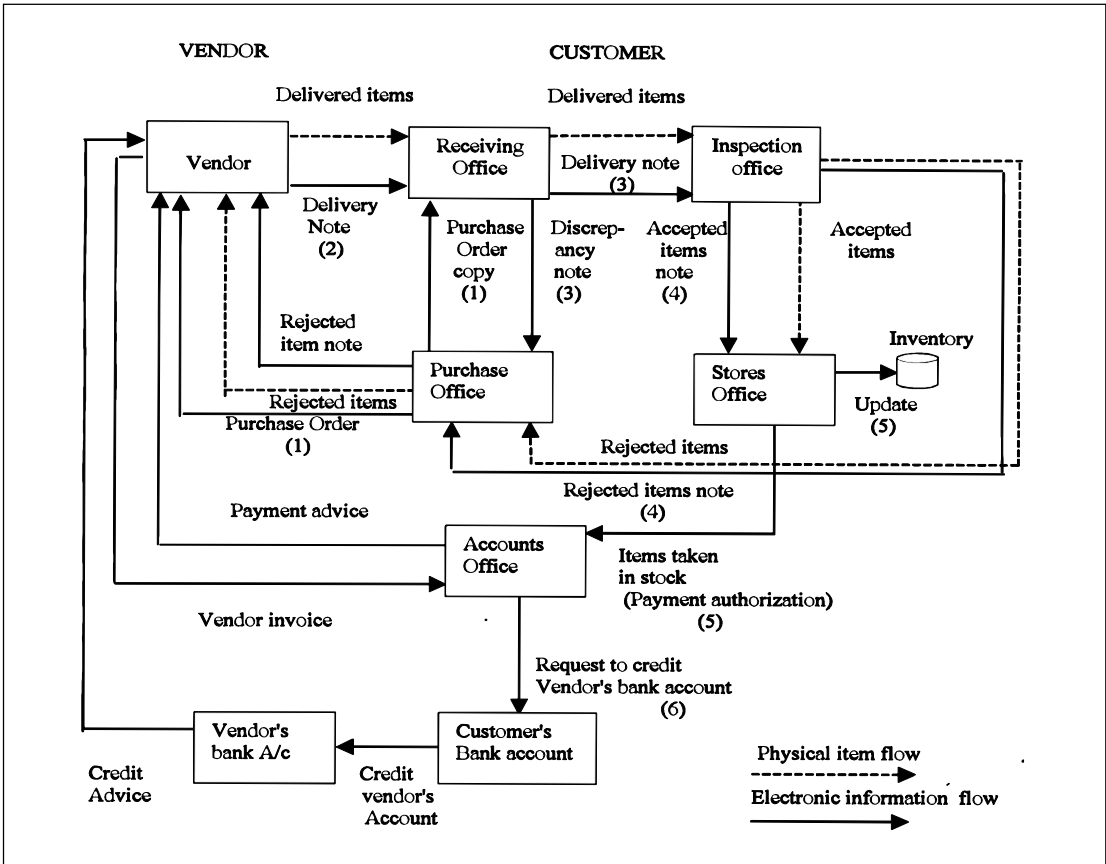 VENDOR
CUSTOMER
Delivered items
Delivered items
Vendor
Receiving
Office
Inspection
office
Delivery note
(3)
Delivery
Note
(2)
Purchase
Order
copy
(1)
Discrep-
ancy
note
(3)
Accepted
items
note
(4)
Accepted
items
Rejected
item note
Inventory
Purchase
Office
Stores
Office
Rejected items
Update
(5)
Purchase Order
(1)
Rejected items
Rejected items note
(4)
Payment advice
Accounts
Office
Items taken
in stock
(Payment authorization)
(5)
Vendor invoice
Request to credit
Vendor's bank account
(6)
Vendor's
bank A/c
Customer's
Bank account
Physical item flow
Credit
Advice
Credit
vendor's
Account
Electronic information flow